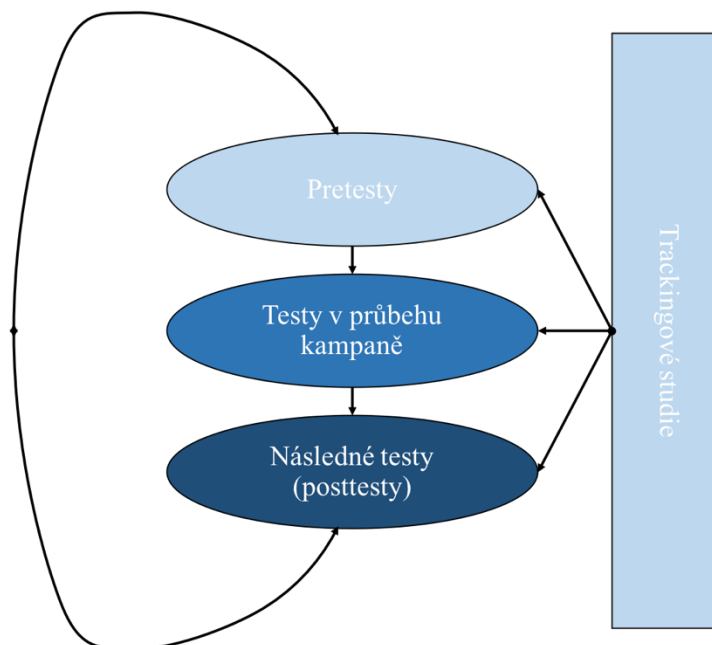 Pretesty
Testy v průbehu
kampaně
Následné testy
(posttesty)
Trackingové studie